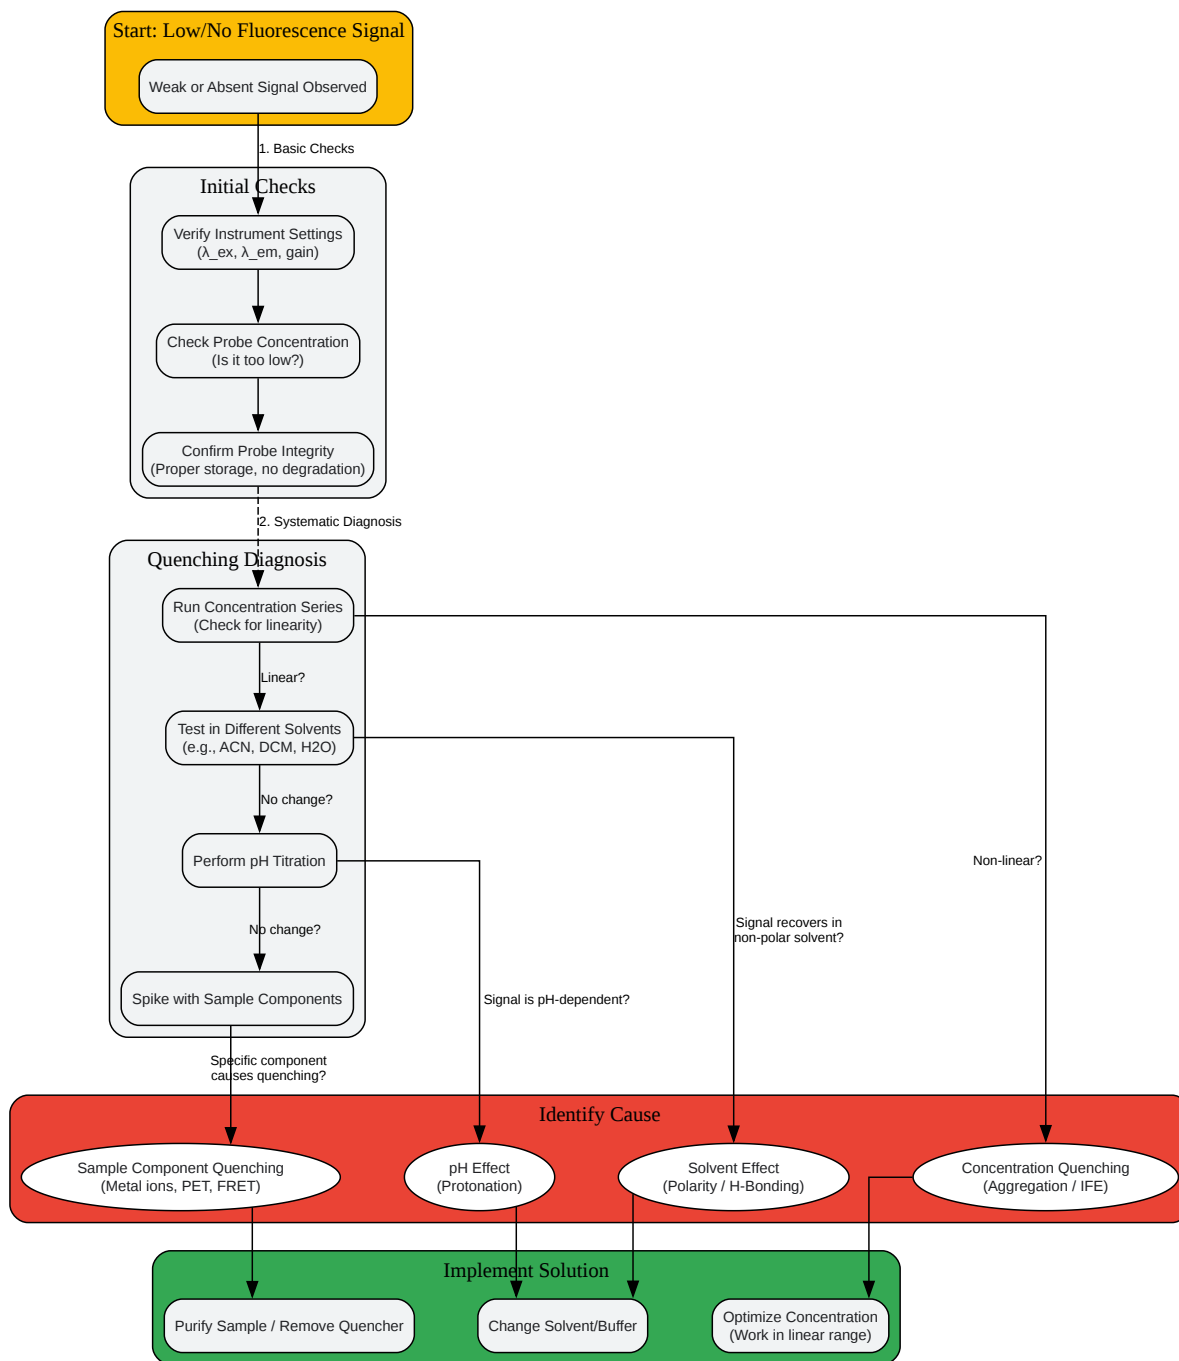 Start: Low/No Fluorescence Signal
Weak or Absent Signal Observed
1. Basic Checks
Initial Checks
Verify Instrument Settings
(λ_ex, λ_em, gain)
Check Probe Concentration
(Is it too low?)
Confirm Probe Integrity
(Proper storage, no degradation)
2. Systematic Diagnosis
Quenching Diagnosis
Run Concentration Series
(Check for linearity)
Linear?
Test in Different Solvents
(e.g., ACN, DCM, H2O)
No change?
Perform pH Titration
Non-linear?
No change?
Signal recovers in
non-polar solvent?
Spike with Sample Components
Signal is pH-dependent?
Specific component
causes quenching?
Identify Cause
Sample Component Quenching
(Metal ions, PET, FRET)
pH Effect
(Protonation)
Solvent Effect
(Polarity / H-Bonding)
Concentration Quenching
(Aggregation / IFE)
Implement Solution
Purify Sample / Remove Quencher
Change Solvent/Buffer
Optimize Concentration
(Work in linear range)